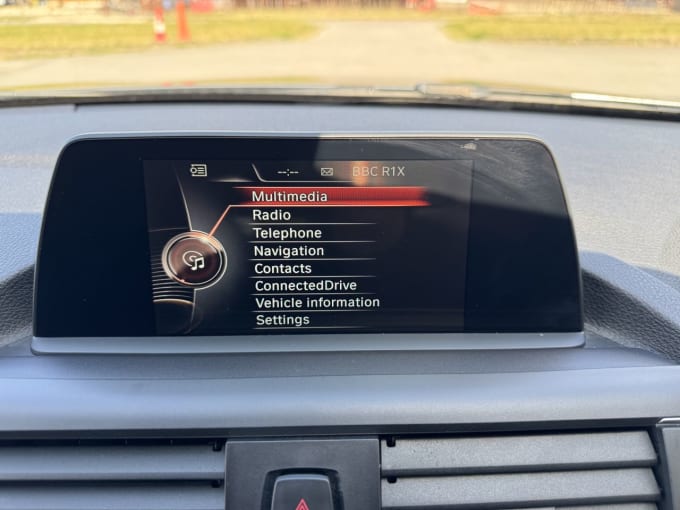 --:-- BBC R1X
Multimedia
Radio
Telephone
Navigation
Contacts
ConnectedDrive
Vehicle information
Settings